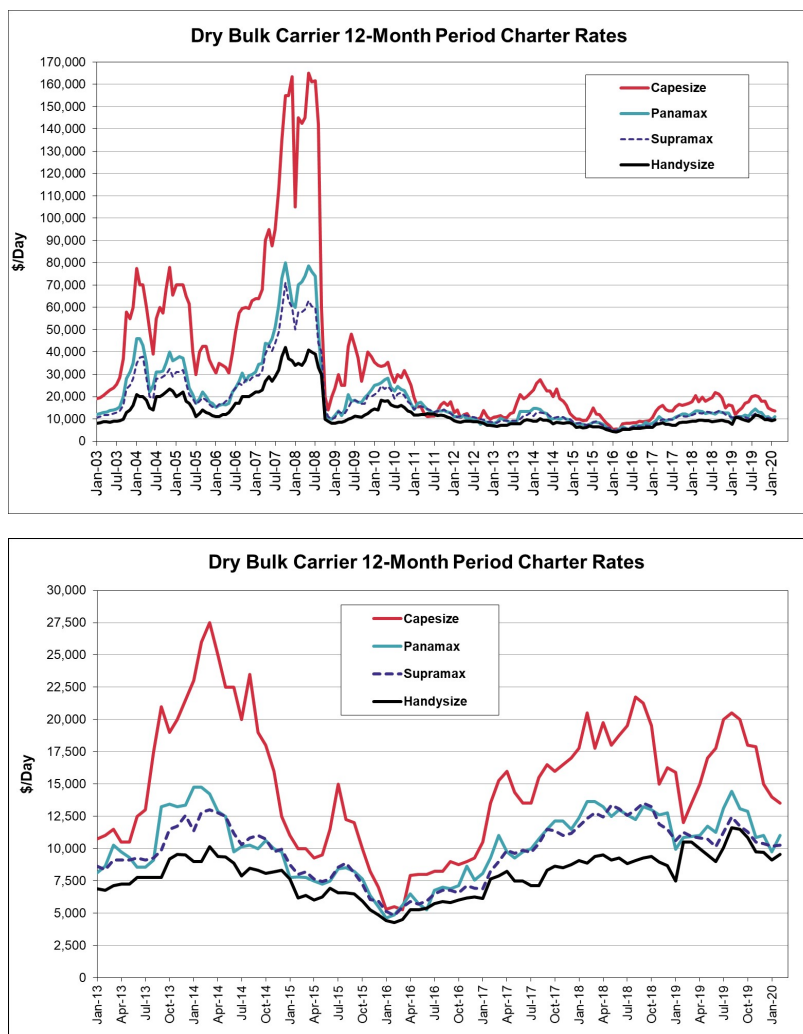 Dry Bulk Carrier 12-Month Period Charter Rates
170,000
160,000
150,000
140,000
130,000
120,000
110,000
100,000
90,000
80,000
70,000
60,000
50,000
40,000
30,000
20,000
10,000
0
$/Day
Capesize
Panamax
Supramax
Handysize
Jan-03
Jul-03
Jan-04
Jul-04
Jan-05
Jul-05
Jan-06
Jul-06
Jan-07
Jul-07
Jan-08
Jul-08
Jan-09
Jul-09
Jan-10
Jul-10
Jan-11
Jul-11
Jan-12
Jul-12
Jan-13
Jul-13
Jan-14
Jul-14
Jan-15
Jul-15
Jan-16
Jul-16
Jan-17
Jul-17
Jan-18
Jul-18
Jan-19
Jul-19
Jan-20
Dry Bulk Carrier 12-Month Period Charter Rates
30,000
27,500
25,000
22,500
20,000
17,500
15,000
12,500
10,000
7,500
5,000
2,500
0
$/Day
Capesize
Panamax
Supramax
Handysize
Jan-13
Apr-13
Jul-13
Oct-13
Jan-14
Apr-14
Jul-14
Oct-14
Jan-15
Apr-15
Jul-15
Oct-15
Jan-16
Apr-16
Jul-16
Oct-16
Jan-17
Apr-17
Jul-17
Oct-17
Jan-18
Apr-18
Jul-18
Oct-18
Jan-19
Apr-19
Jul-19
Oct-19
Jan-20